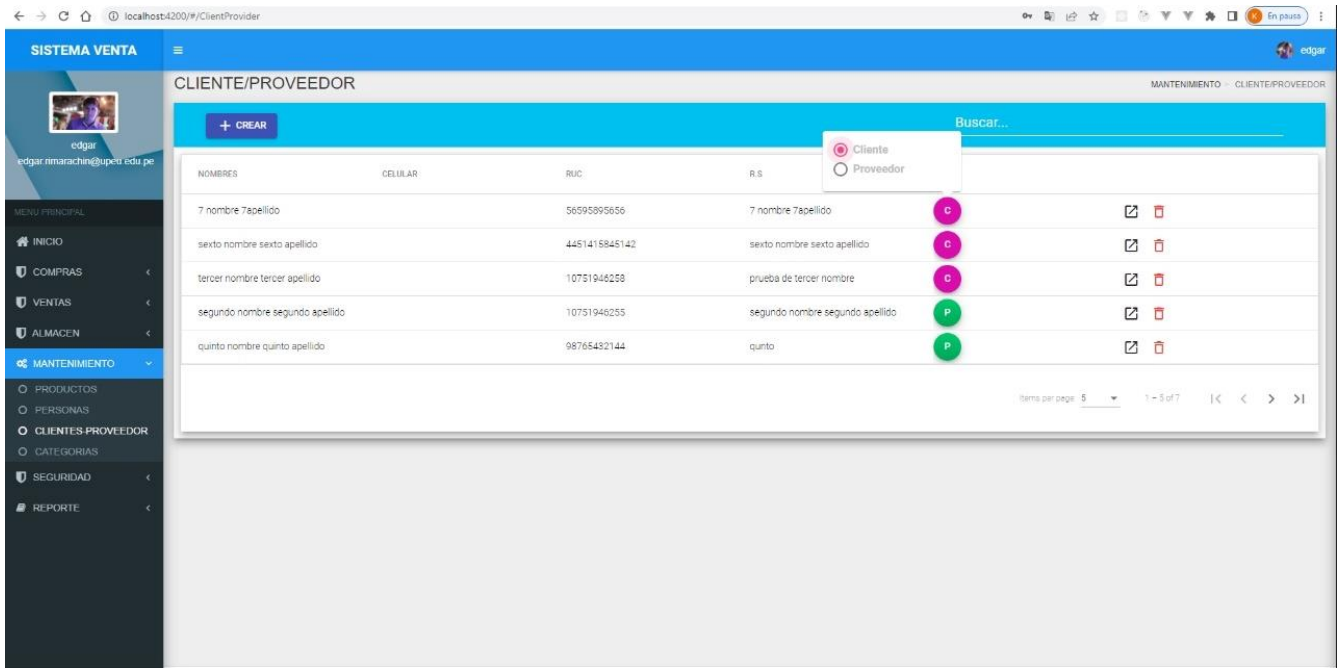 localhost:4200/#/ClientProvider
En pausa
SISTEMA VENTA
edgar
edgar
edgar.rimarachin@upeu.edu.pe
MENU PRINCIPAL
INICIO
COMPRAS
VENTAS
ALMACEN
MANTENIMIENTO
PRODUCTOS
PERSONAS
CLIENTES-PROVEEDOR
CATEGORIAS
SEGURIDAD
REPORTE
CLIENTE/PROVEEDOR
MANTENIMIENTO > CLIENTE/PROVEEDOR
+ CREAR
Buscar...
Cliente
Proveedor
NOMBRES CELULAR RUC R.S
7 nombre 7apellido 56595895656 7 nombre 7apellido C
sexto nombre sexto apellido 4451415845142 sexto nombre sexto apellido C
tercer nombre tercer apellido 10751946258 prueba de tercer nombre C
segundo nombre segundo apellido 10751946255 segundo nombre segundo apellido P
quinto nombre quinto apellido 98765432144 qunto P
Items per page 5 1 – 5 of 7